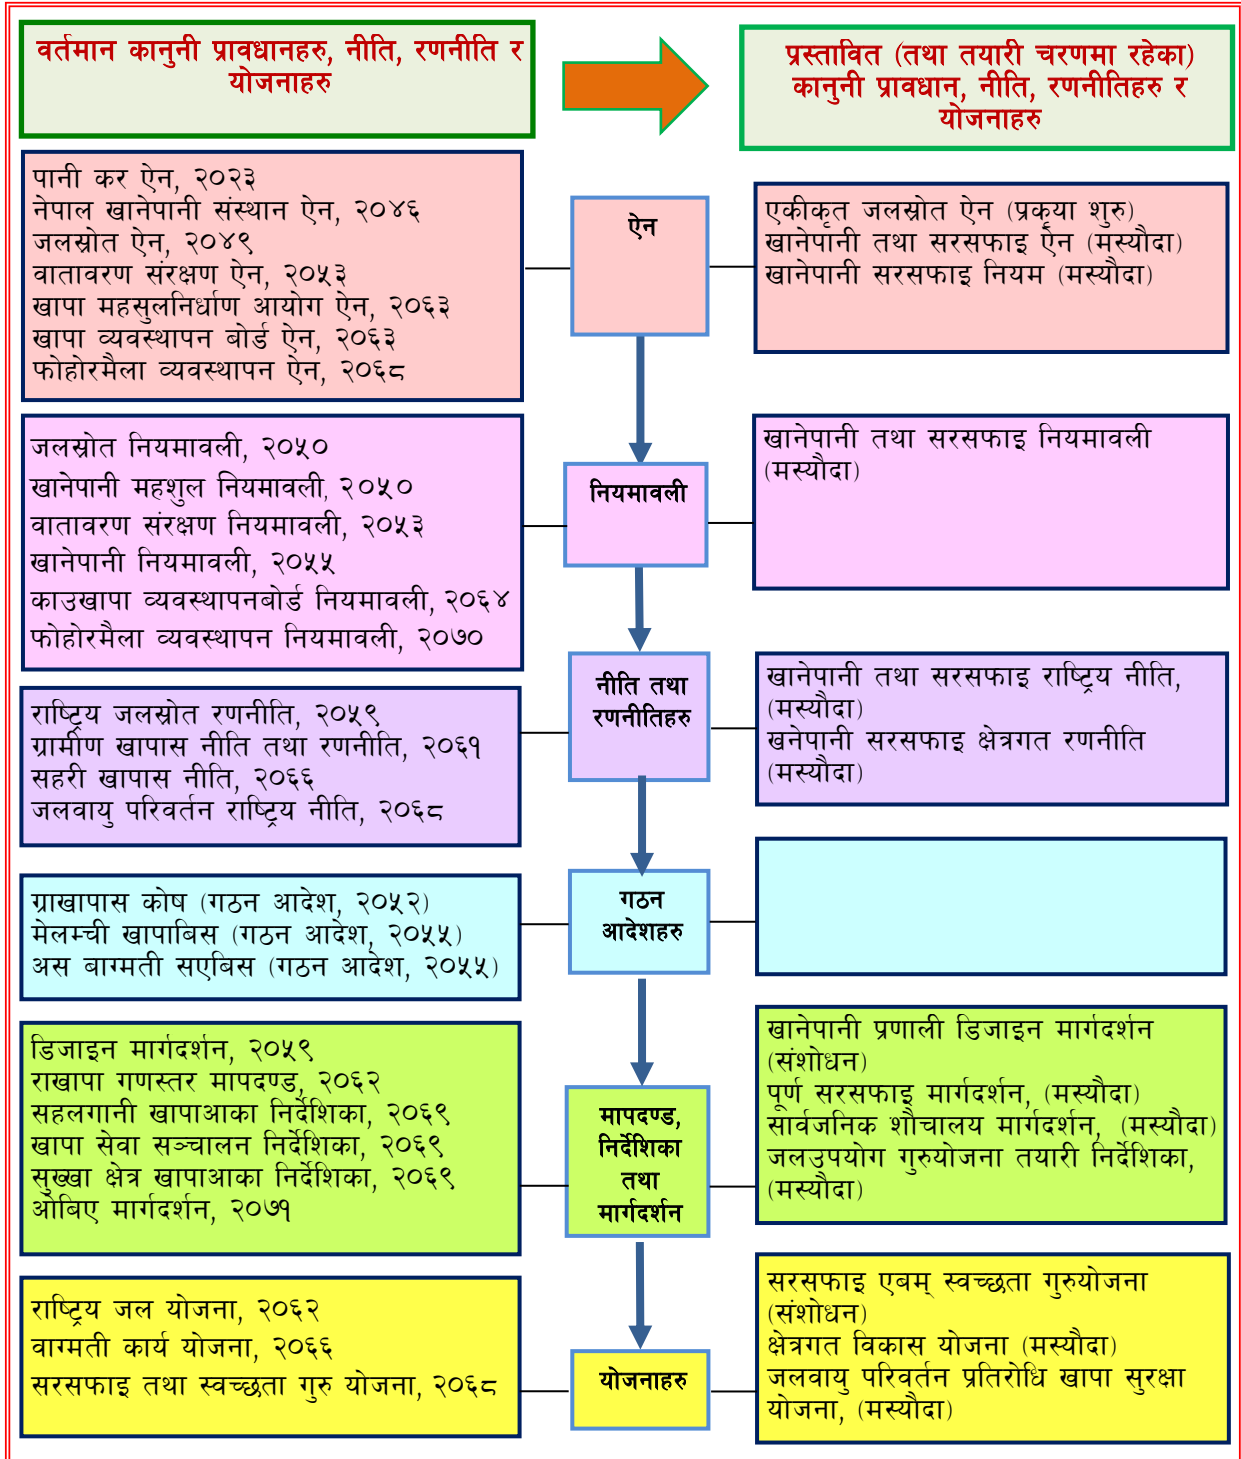 वर्तमान कानुनी प्रावधानहरु, नीति, रणनीति र
योजनाहरु
प्रस्तावित (तथा तयारी चरणमा रहेका)
कानुनी प्रावधान, नीति, रणनीतिहरु र
योजनाहरु
पानी कर ऐन, २०२३
नेपाल खानेपानी संस्थान ऐन, २०४६
जलस्रोत ऐन, २०४९
वातावरण संरक्षण ऐन, २०५३
खापा महसुलनिर्धाण आयोग ऐन, २०६३
खापा व्यवस्थापन बोर्ड ऐन, २०६३
फोहोरमैला व्यवस्थापन ऐन, २०६८
ऐन
एकीकृत जलस्रोत ऐन (प्रकृया शुरु)
खानेपानी तथा सरसफाइ ऐन (मस्यौदा)
खानेपानी सरसफाइ नियम (मस्यौदा)
जलस्रोत नियमावली, २०५०
खानेपानी महशुल नियमावली, २०५०
वातावरण संरक्षण नियमावली, २०५३
खानेपानी नियमावली, २०५५
काउखापा व्यवस्थापनबोर्ड नियमावली, २०६४
फोहोरमैला व्यवस्थापन नियमावली, २०७०
नियमावली
खानेपानी तथा सरसफाइ नियमावली
(मस्यौदा)
राष्ट्रिय जलस्रोत रणनीति, २०५९
ग्रामीण खापास नीति तथा रणनीति, २०६१
सहरी खापास नीति, २०६६
जलवायु परिवर्तन राष्ट्रिय नीति, २०६८
नीति तथा
रणनीतिहरु
खानेपानी तथा सरसफाइ राष्ट्रिय नीति,
(मस्यौदा)
खनेपानी सरसफाइ क्षेत्रगत रणनीति
(मस्यौदा)
ग्राखापास कोष (गठन आदेश, २०५२)
मेलम्ची खापाबिस (गठन आदेश, २०५५)
अस बाग्मती सएबिस (गठन आदेश, २०५५)
गठन
आदेशहरु
डिजाइन मार्गदर्शन, २०५९
राखापा गणस्तर मापदण्ड, २०६२
सहलगानी खापाआका निर्देशिका, २०६९
खापा सेवा सञ्चालन निर्देशिका, २०६९
सुख्खा क्षेत्र खापाआका निर्देशिका, २०६९
ओबिए मार्गदर्शन, २०७१
मापदण्ड,
निर्देशिका
तथा
मार्गदर्शन
खानेपानी प्रणाली डिजाइन मार्गदर्शन
(संशोधन)
पूर्ण सरसफाइ मार्गदर्शन, (मस्यौदा)
सार्वजनिक शौचालय मार्गदर्शन, (मस्यौदा)
जलउपयोग गुरुयोजना तयारी निर्देशिका,
(मस्यौदा)
राष्ट्रिय जल योजना, २०६२
वाग्मती कार्य योजना, २०६६
सरसफाइ तथा स्वच्छता गुरु योजना, २०६८
योजनाहरु
सरसफाइ एबम् स्वच्छता गुरुयोजना
(संशोधन)
क्षेत्रगत विकास योजना (मस्यौदा)
जलवायु परिवर्तन प्रतिरोधि खापा सुरक्षा
योजना, (मस्यौदा)